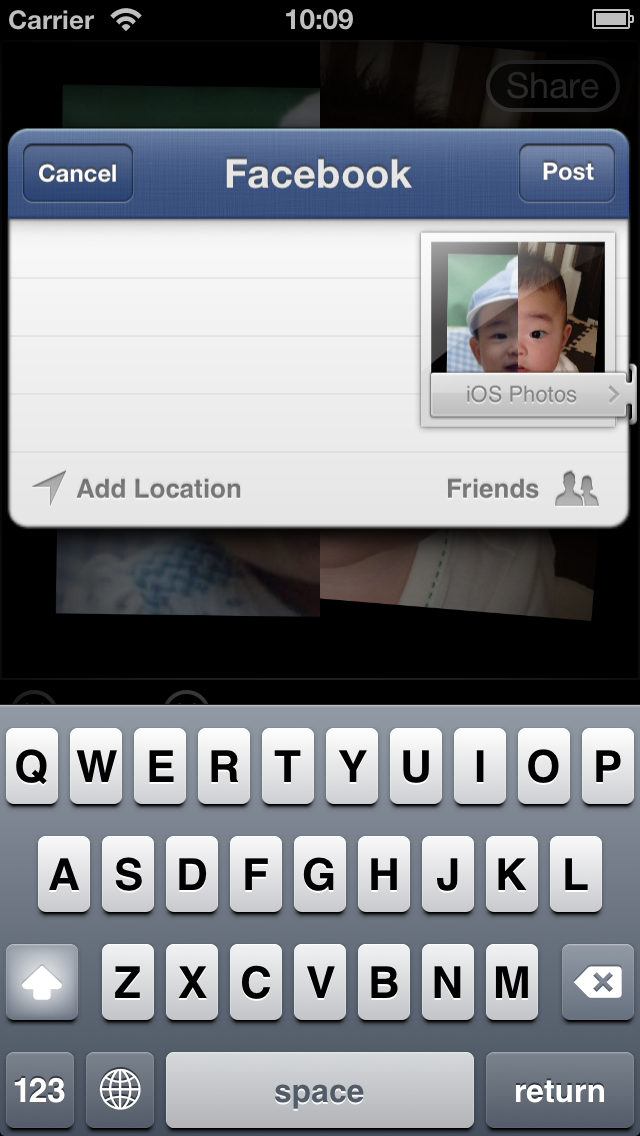 Carrier 10:09
Share
Cancel Facebook Post
iOS Photos
Add Location Friends
Q W E R T Y U I O P
A S D F G H J K L
Z X C V B N M
123 space return